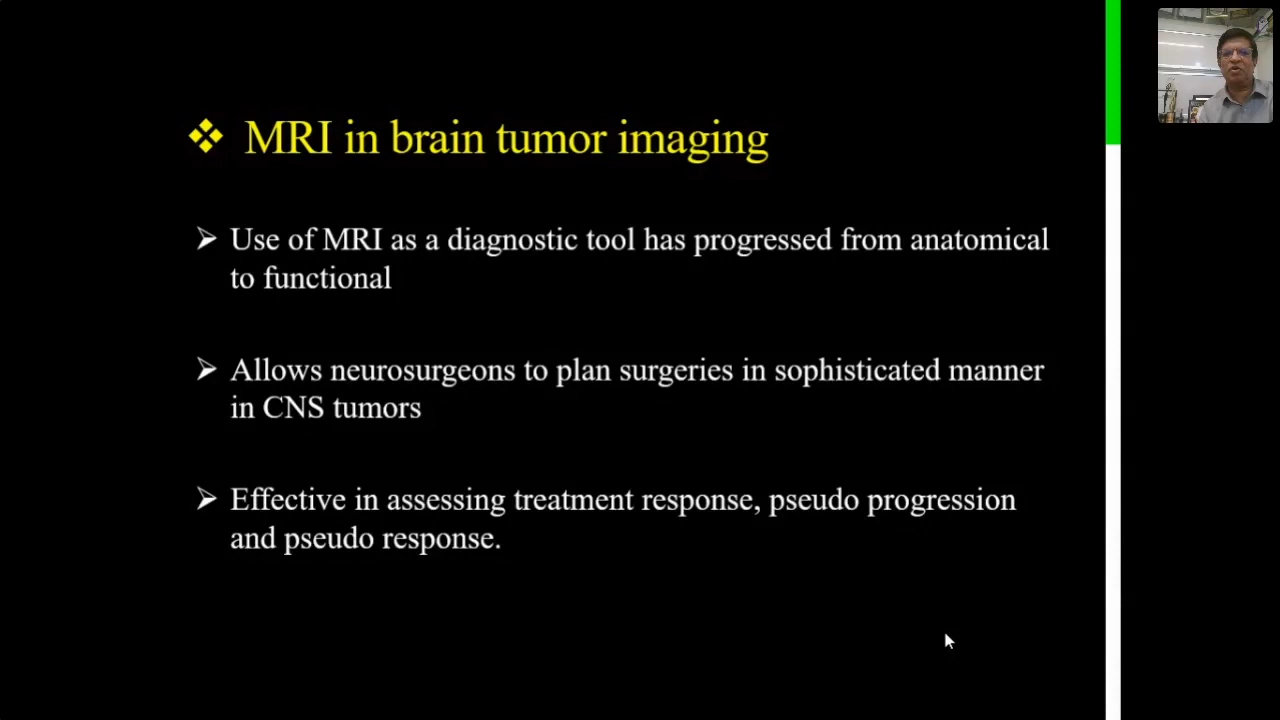 MRI in brain tumor imaging
Use of MRI as a diagnostic tool has progressed from anatomical
to functional
Allows neurosurgeons to plan surgeries in sophisticated manner
in CNS tumors
Effective in assessing treatment response, pseudo progression
and pseudo response.